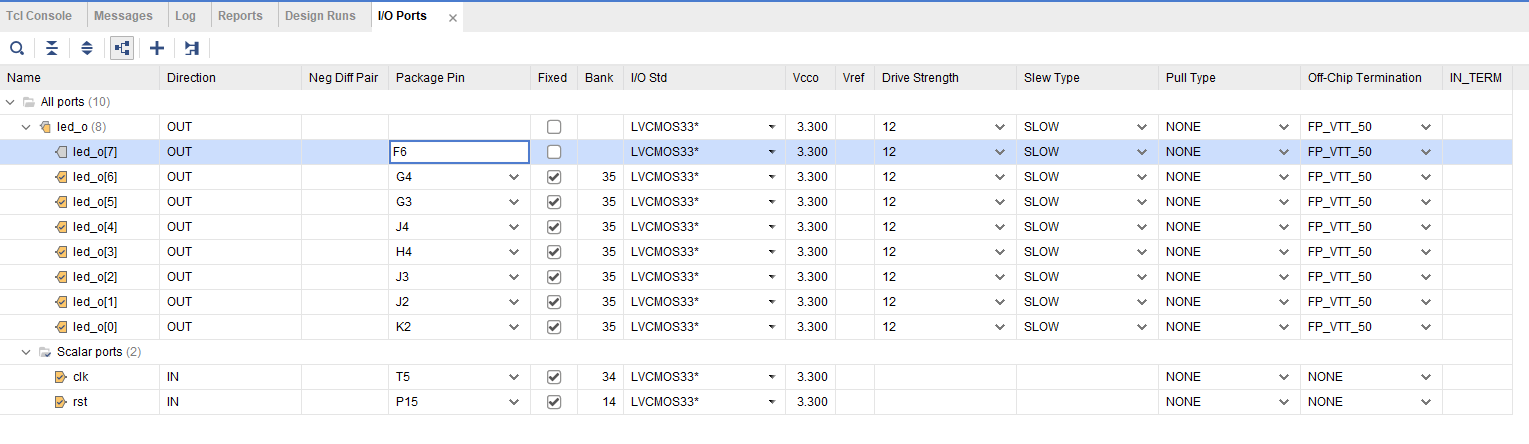 Tcl Console Messages Log Reports Design Runs I/O Ports
Name Direction Neg Diff Pair Package Pin Fixed Bank I/O Std Vcco Vref Drive Strength Slew Type Pull Type Off-Chip Termination IN_TERM
All ports (10)
led_o (8) OUT LVCMOS33* 3.300 12 SLOW NONE FP_VTT_50
led_o[7] OUT F6 LVCMOS33* 3.300 12 SLOW NONE FP_VTT_50
led_o[6] OUT G4 35 LVCMOS33* 3.300 12 SLOW NONE FP_VTT_50
led_o[5] OUT G3 35 LVCMOS33* 3.300 12 SLOW NONE FP_VTT_50
led_o[4] OUT J4 35 LVCMOS33* 3.300 12 SLOW NONE FP_VTT_50
led_o[3] OUT H4 35 LVCMOS33* 3.300 12 SLOW NONE FP_VTT_50
led_o[2] OUT J3 35 LVCMOS33* 3.300 12 SLOW NONE FP_VTT_50
led_o[1] OUT J2 35 LVCMOS33* 3.300 12 SLOW NONE FP_VTT_50
led_o[0] OUT K2 35 LVCMOS33* 3.300 12 SLOW NONE FP_VTT_50
Scalar ports (2)
clk IN T5 34 LVCMOS33* 3.300 NONE NONE
rst IN P15 14 LVCMOS33* 3.300 NONE NONE